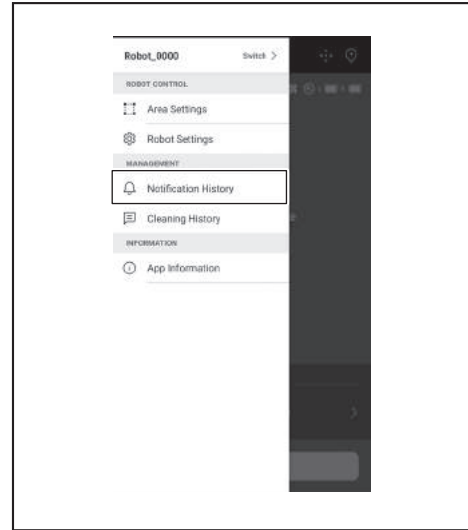 Robot_0000
Switch >
ROBOT CONTROL
Area Settings
Robot Settings
MANAGEMENT
Notification History
Cleaning History
INFORMATION
App Information